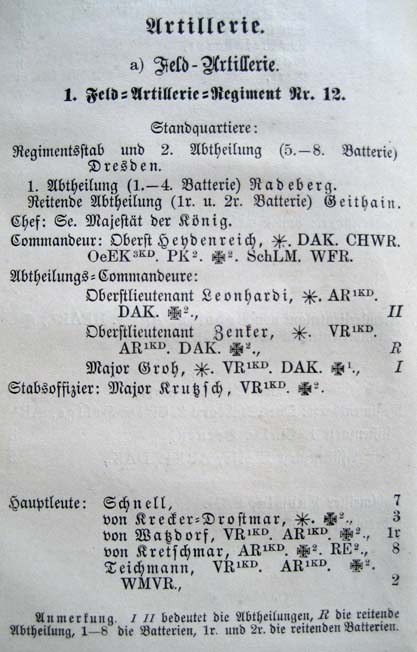 Artillerie.
a) Feld-Artillerie.
1. Feld-Artillerie-Regiment Nr. 12.
Standquartiere:
Regimentsstab und 2. Abtheilung (5.–8. Batterie)
Dresden.
1. Abtheilung (1.–4. Batterie) Radeberg.
Reitende Abtheilung (1r. u. 2r. Batterie) Geithain.
Chef: Se. Majestät der König.
Commandeur: Oberst Heydenreich, ⚹. DAK. CHWR.
OeEK³ᴷᴰ. PK². ✠². SchLM. WFR.
Abtheilungs-Commandeure:
Oberstlieutenant Leonhardi, ⚹. AR¹ᴷᴰ.
DAK. ✠²., II
Oberstlieutenant Zenker, ⚹. VR¹ᴷᴰ.
AR¹ᴷᴰ. DAK. ✠²., R
Major Groh, ⚹. VR¹ᴷᴰ. DAK. ✠¹., I
Stabsoffizier: Major Krutzsch, VR¹ᴷᴰ. ✠².
Hauptleute: Schnell, 7
von Krecker-Drostmar, ⚹. ✠²., 3
von Watzdorf, VR¹ᴷᴰ. AR¹ᴷᴰ. ✠²., 1r
von Kretschmar, AR¹ᴷᴰ. ✠². RE²., 8
Teichmann, VR¹ᴷᴰ. AR¹ᴷᴰ. ✠².
WMVR., 2
Anmerkung. I II bedeutet die Abtheilungen, R die reitende
Abtheilung, 1–8 die Batterien, 1r. und 2r. die reitenden Batterien.